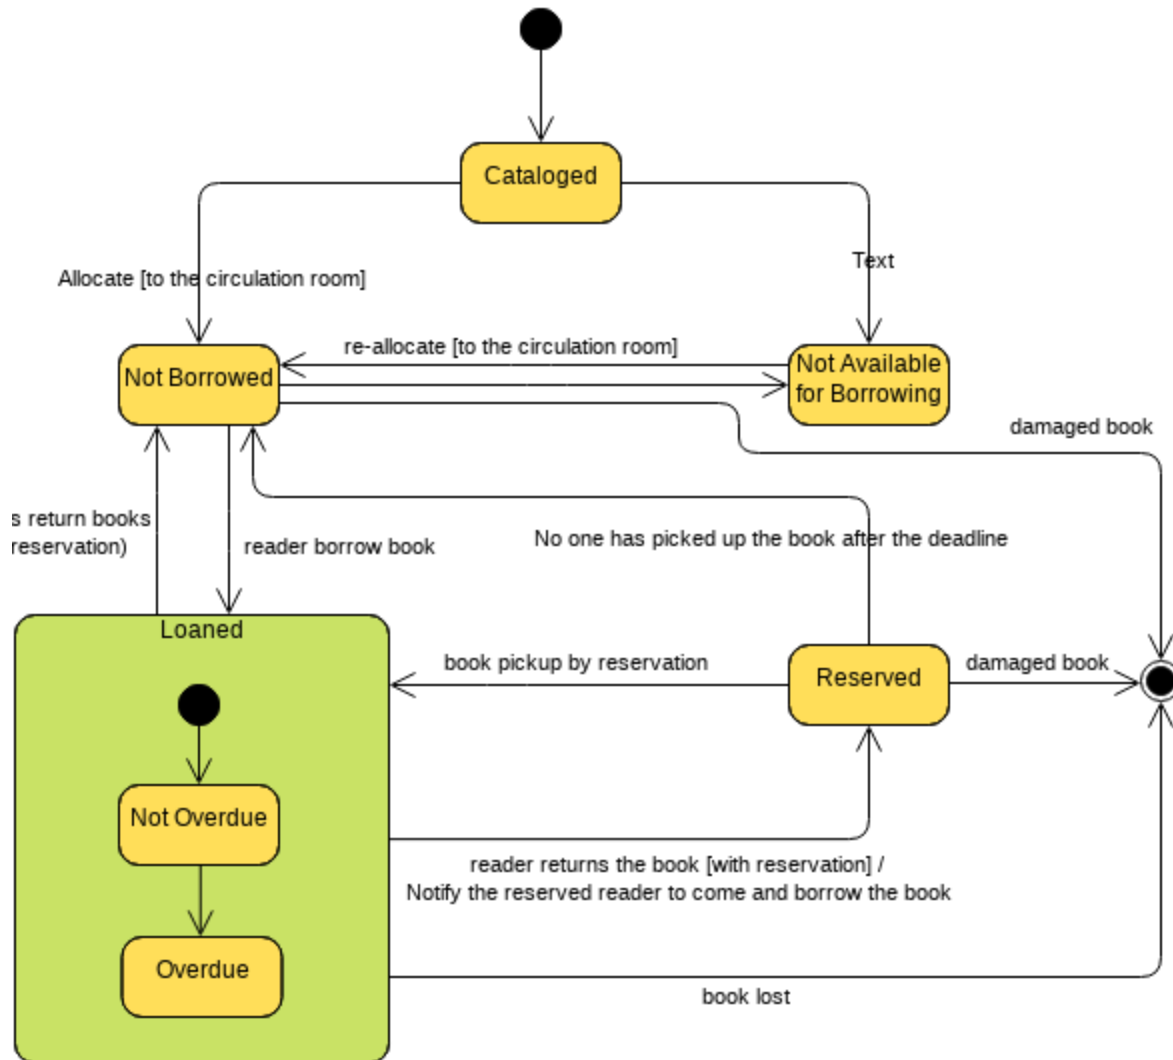 Cataloged
Text
Allocate [to the circulation room]
re-allocate [to the circulation room]
Not Borrowed
Not Available
for Borrowing
damaged book
s return books
reservation)
reader borrow book
No one has picked up the book after the deadline
Loaned
book pickup by reservation
Reserved
damaged book
Not Overdue
reader returns the book [with reservation] /
Notify the reserved reader to come and borrow the book
Overdue
book lost